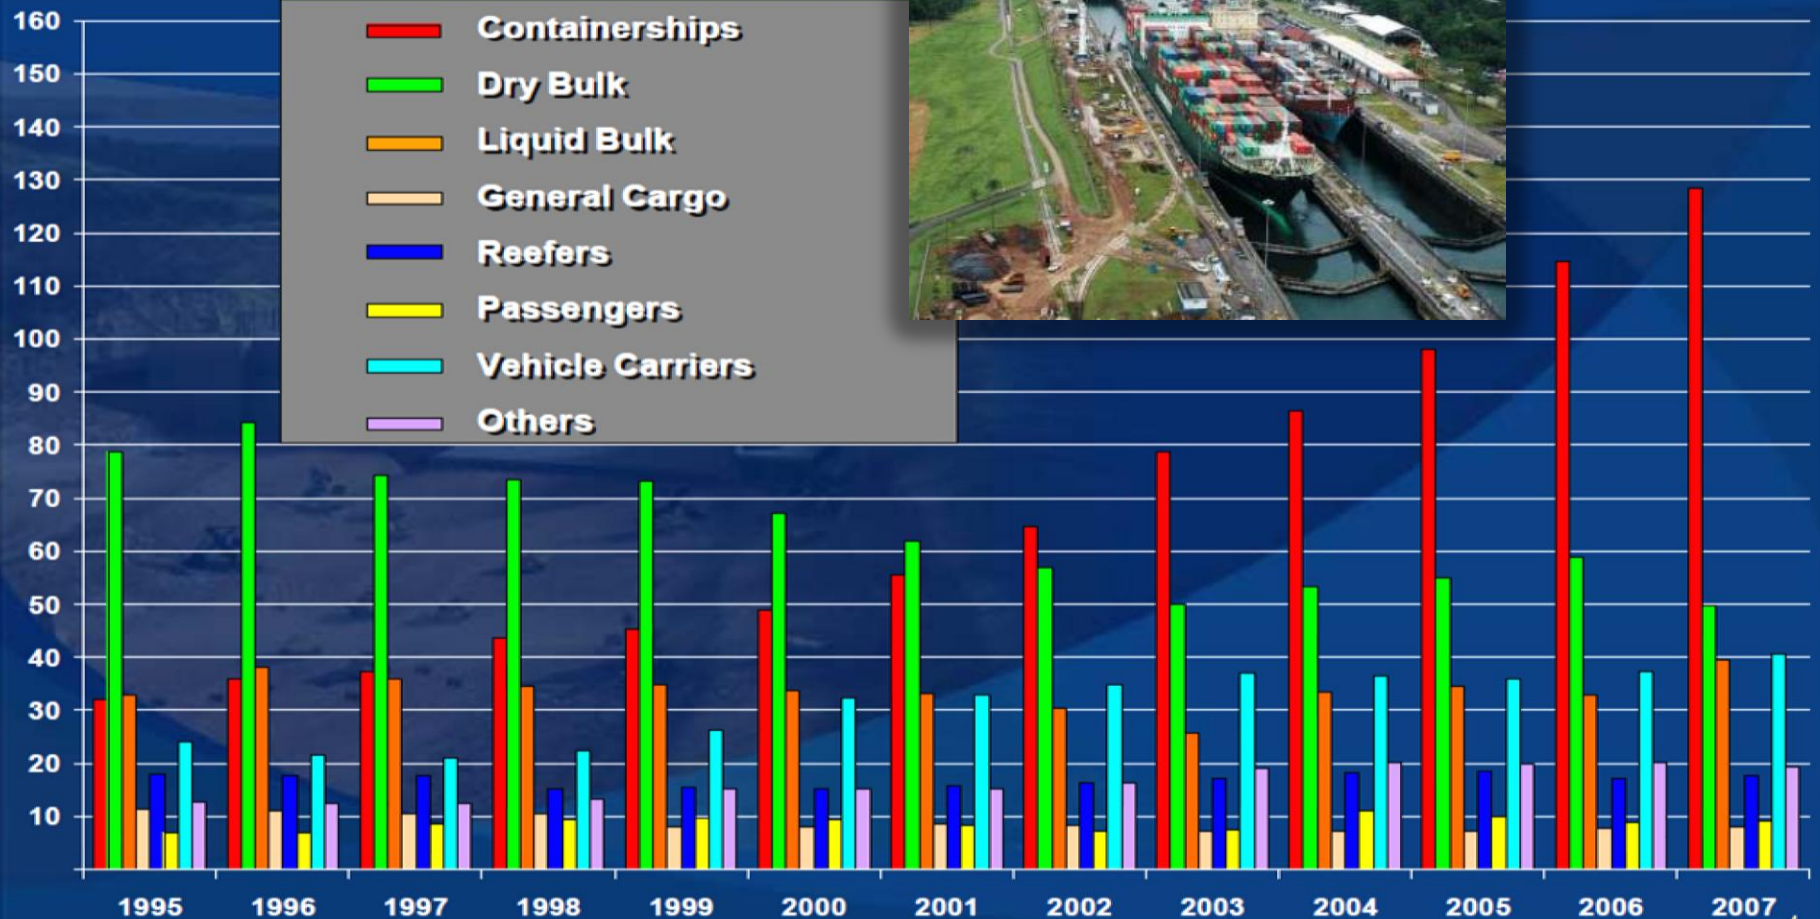 160
150
140
130
120
110
100
90
80
70
60
50
40
30
20
10
Containerships
Dry Bulk
Liquid Bulk
General Cargo
Reefers
Passengers
Vehicle Carriers
Others
1995 1996 1997 1998 1999 2000 2001 2002 2003 2004 2005 2006 2007